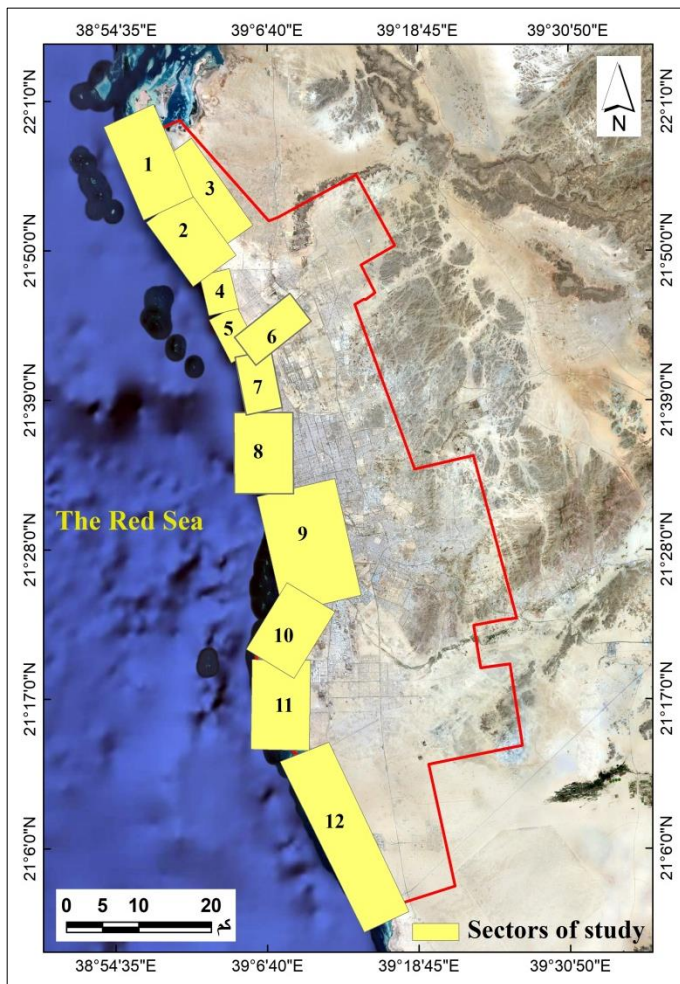 38°54'35"E 39°6'40"E 39°18'45"E 39°30'50"E
22°1'0"N 22°1'0"N
N
1
3
2
21°50'0"N 21°50'0"N
4
5
6
21°39'0"N 21°39'0"N
7
8
The Red Sea
9
21°28'0"N 21°28'0"N
10
21°17'0"N 21°17'0"N
11
12
21°6'0"N 21°6'0"N
0 5 10 20
كم
Sectors of study
38°54'35"E 39°6'40"E 39°18'45"E 39°30'50"E